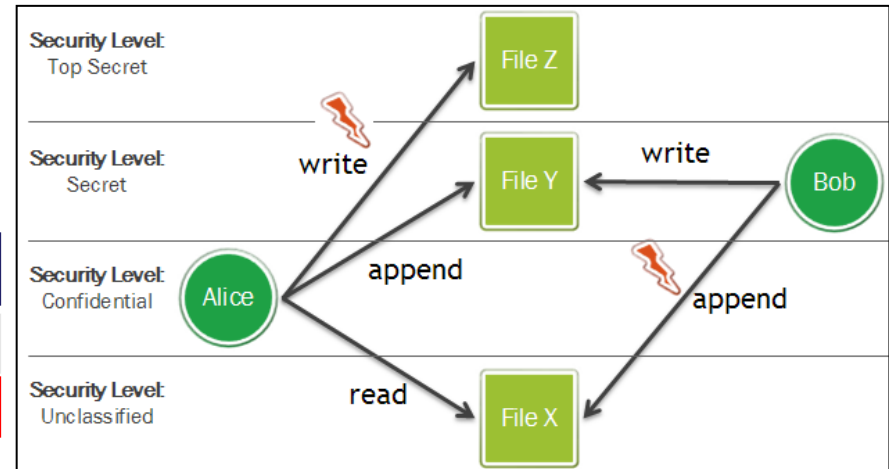 Security Level:
Top Secret
File Z
write
Security Level:
Secret
File Y
write
Bob
Security Level:
Confidential
Alice
append
append
Security Level:
Unclassified
read
File X